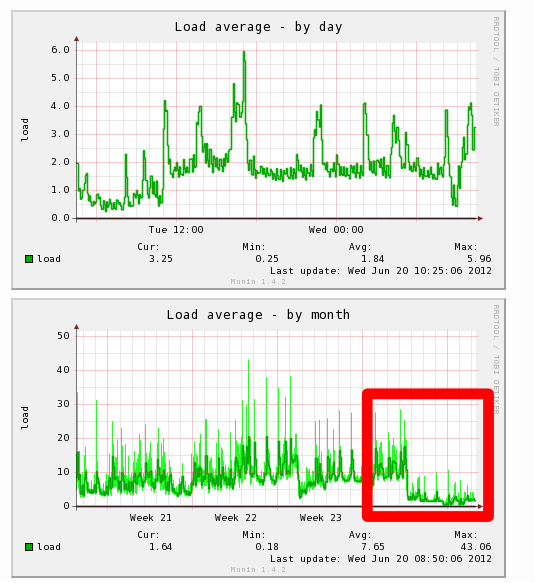 Load average - by day
RRDTOOL / TOBI OETIKER
6.0
5.0
4.0
3.0
2.0
1.0
0.0
load
Tue 12:00 Wed 00:00
Cur: Min: Avg: Max:
load 3.25 0.25 1.84 5.96
Last update: Wed Jun 20 10:25:06 2012
Munin 1.4.2
Load average - by month
RRDTOOL / TOBI OETIKER
50
40
30
20
10
0
load
Week 21 Week 22 Week 23
Cur: Min: Avg: Max:
load 1.64 0.18 7.65 43.06
Last update: Wed Jun 20 08:50:06 2012
Munin 1.4.2